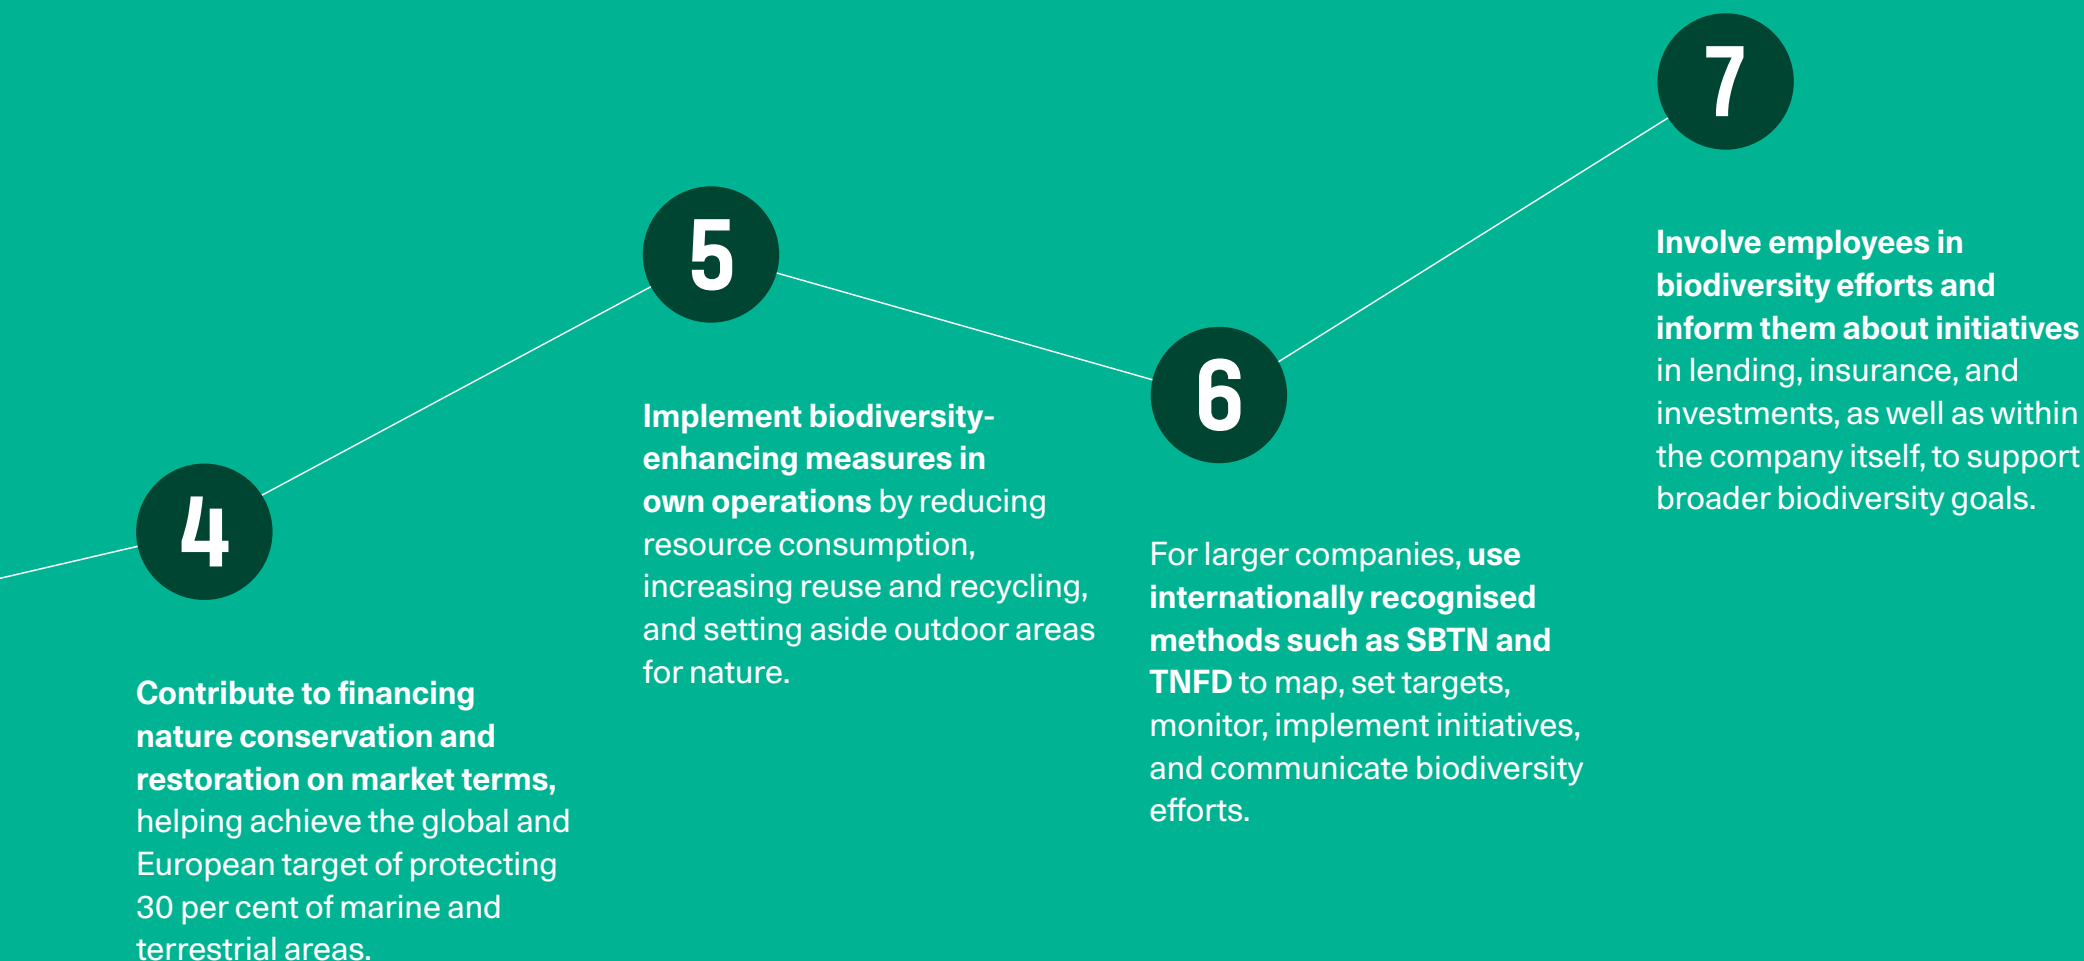 4
Contribute to financing
nature conservation and
restoration on market terms,
helping achieve the global and
European target of protecting
30 per cent of marine and
terrestrial areas.
5
Implement biodiversity-
enhancing measures in
own operations by reducing
resource consumption,
increasing reuse and recycling,
and setting aside outdoor areas
for nature.
6
For larger companies, use
internationally recognised
methods such as SBTN and
TNFD to map, set targets,
monitor, implement initiatives,
and communicate biodiversity
efforts.
7
Involve employees in
biodiversity efforts and
inform them about initiatives
in lending, insurance, and
investments, as well as within
the company itself, to support
broader biodiversity goals.